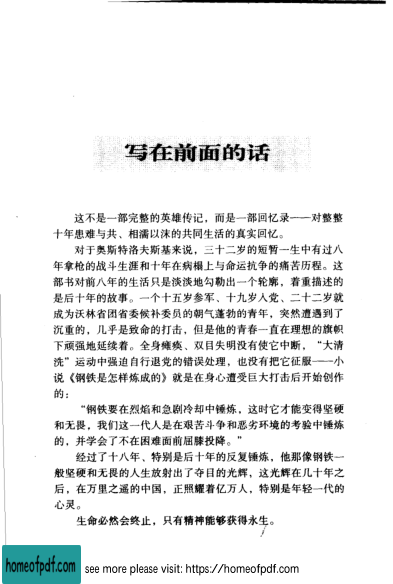 写在前面的话
这不是一部完整的英雄传记，而是一部回忆录——对整整
十年患难与共、相濡以沫的共同生活的真实回忆。
对于奥斯特洛夫斯基来说，三十二岁的短暂一生中有过八
年拿枪的战斗生涯和十年在病榻上与命运抗争的痛苦历程。这
部书对前八年的生活只是淡淡地勾勒出一个轮廓，着重描述的
是后十年的故事。一个十五岁参军、十九岁入党、二十二岁就
成为沃林省团省委候补委员的朝气蓬勃的青年，突然遭遇到了
沉重的，几乎是致命的打击，但是他的青春一直在理想的旗帜
下顽强地延续着。全身瘫痪、双目失明没有使它中断，“大清
洗”运动中强迫自行退党的错误处理，也没有把它征服——小
说《钢铁是怎样炼成的》就是在身心遭受巨大打击后开始创作
的：
“钢铁要在烈焰和急剧冷却中锤炼，这时它才能变得坚硬
和无畏，我们这一代人是在艰苦斗争和恶劣环境的考验中锤炼
的，并学会了不在困难面前屈膝投降。”
经过了十八年、特别是后十年的反复锤炼，他那像钢铁一
般坚硬和无畏的人生放射出了夺目的光辉，这光辉在几十年之
后，在万里之遥的中国，正照耀着亿万人，特别是年轻一代的
心灵。
生命必然会终止，只有精神能够获得永生。
homeofpdf.com
see more please visit: https://homeofpdf.com